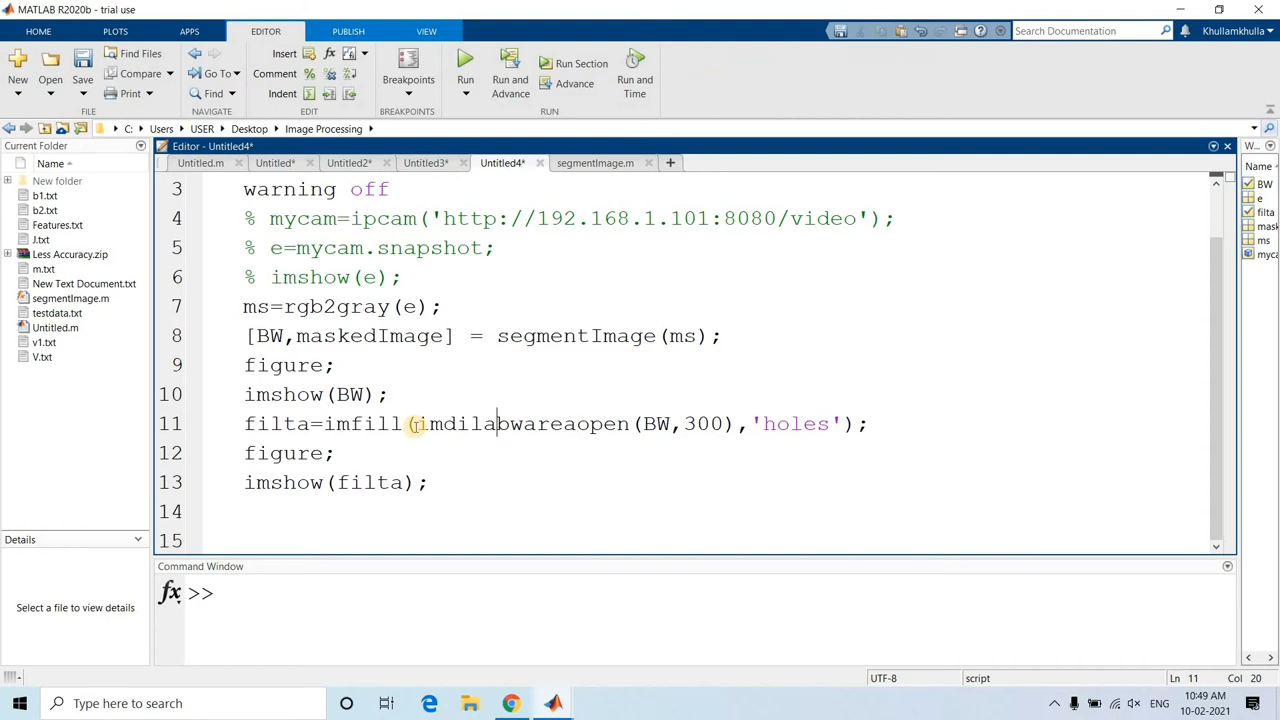 MATLAB R2020b - trial use
HOME PLOTS APPS EDITOR PUBLISH VIEW Search Documentation Khullamkhulla
New Open Save Find Files Compare Print Go To Find Insert Comment Indent Breakpoints Run Run and Advance Run Section Advance Run and Time
FILE NAVIGATE EDIT BREAKPOINTS RUN
C: Users USER Desktop Image Processing
Current Folder
Name
New folder
b1.txt
b2.txt
Features.txt
J.txt
Less Accuracy.zip
m.txt
New Text Document.txt
segmentImage.m
testdata.txt
Untitled.m
v1.txt
V.txt
Details
Select a file to view details
Editor - Untitled4*
Untitled.m Untitled* Untitled2* Untitled3* Untitled4* segmentImage.m
3 warning off
4 % mycam=ipcam('http://192.168.1.101:8080/video');
5 % e=mycam.snapshot;
6 % imshow(e);
7 ms=rgb2gray(e);
8 [BW,maskedImage] = segmentImage(ms);
9 figure;
10 imshow(BW);
11 filta=imfill(imdilabwareaopen(BW,300),'holes');
12 figure;
13 imshow(filta);
14
15
Command Window
fx >>
W...
Name
BW
e
filta
mask
ms
myca
UTF-8 script Ln 11 Col 20
Type here to search
ENG
10:49 AM
10-02-2021